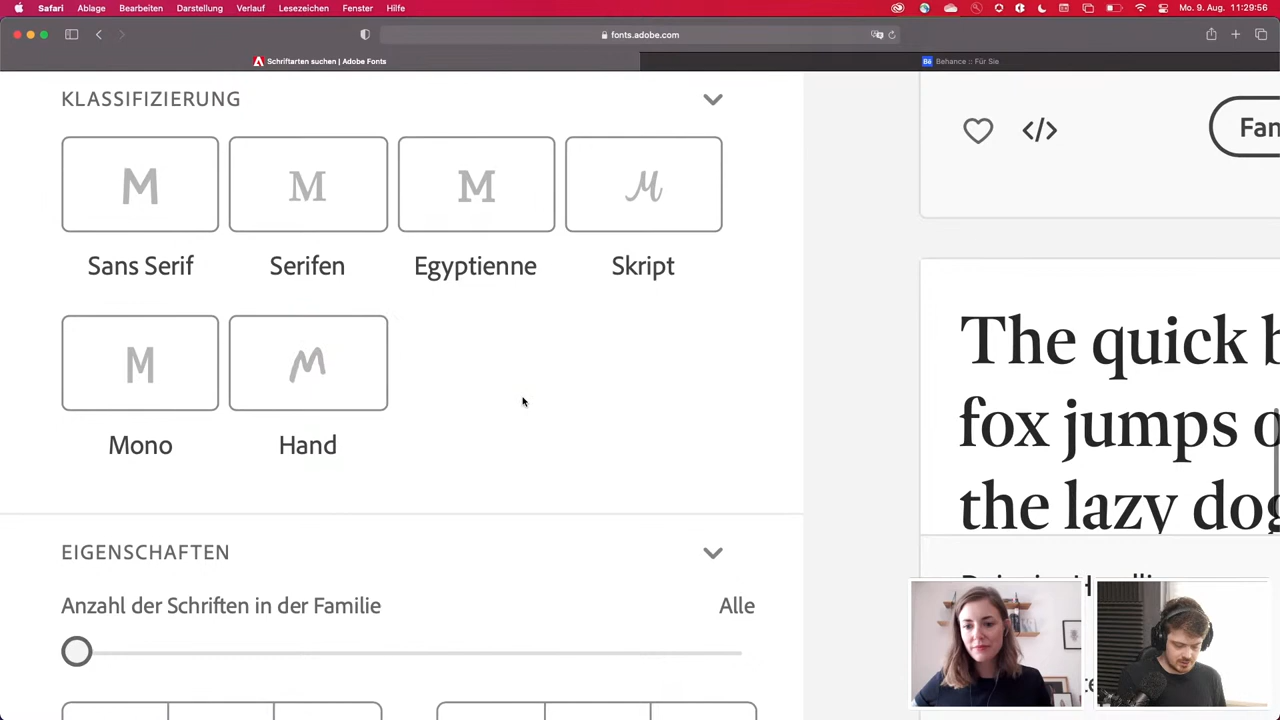 Safari Ablage Bearbeiten Darstellung Verlauf Lesezeichen Fenster Hilfe
Mo. 9. Aug. 11:29:56
fonts.adobe.com
Schriftarten suchen | Adobe Fonts
Bē Behance :: Für Sie
KLASSIFIZIERUNG
M M M M
Sans Serif Serifen Egyptienne Skript
M M
Mono Hand
EIGENSCHAFTEN
Anzahl der Schriften in der Familie Alle
</> Fan
The quick b
fox jumps o
the lazy dog